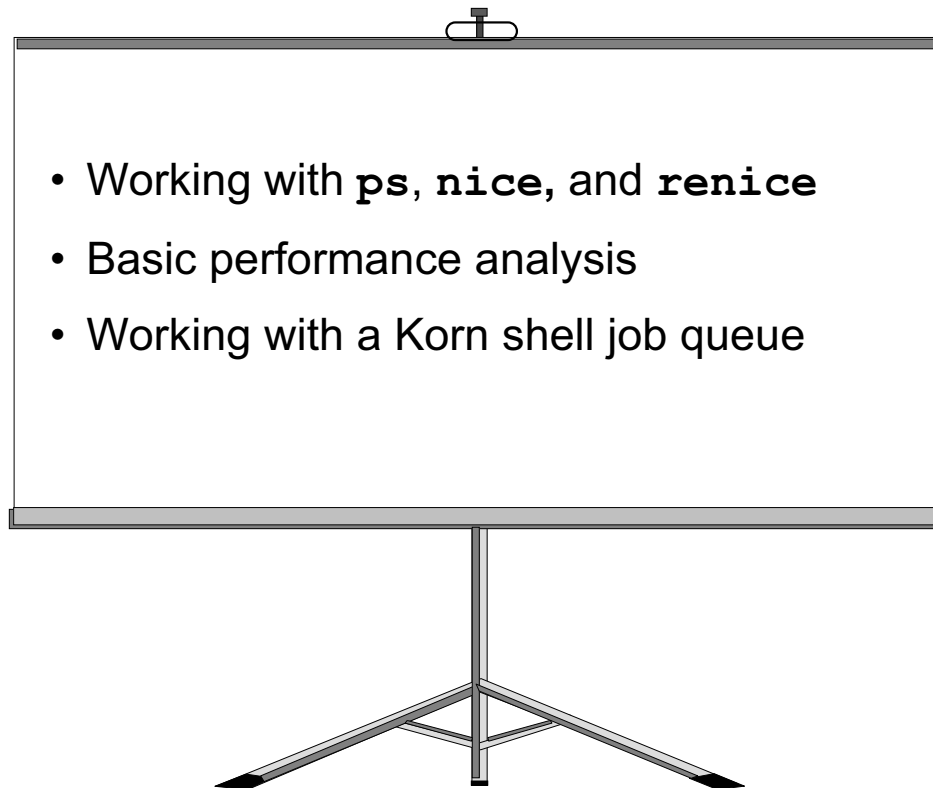 • Working with ps, nice, and renice
• Basic performance analysis
• Working with a Korn shell job queue